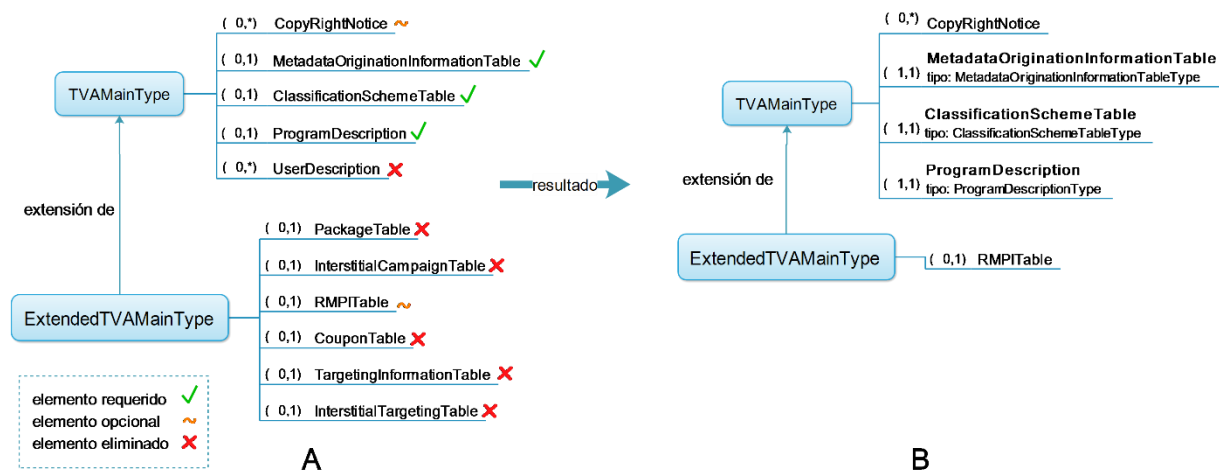 ( 0,*) CopyRightNotice
( 0,1) MetadataOriginationInformationTable
TVAMainType
( 0,1) ClassificationSchemeTable
( 0,1) ProgramDescription
( 0,*) UserDescription
extensión de
( 0,1) PackageTable
( 0,1) InterstitialCampaignTable
ExtendedTVAMainType
( 0,1) RMPITable
( 0,1) CouponTable
( 0,1) TargetingInformationTable
( 0,1) InterstitialTargetingTable
elemento requerido
elemento opcional
elemento eliminado
A
resultado
( 0,*) CopyRightNotice
MetadataOriginationInformationTable
( 1,1) tipo: MetadataOriginationInformationTableType
TVAMainType
ClassificationSchemeTable
( 1,1) tipo: ClassificationSchemeTableType
ProgramDescription
( 1,1) tipo: ProgramDescriptionType
extensión de
ExtendedTVAMainType
( 0,1) RMPITable
B